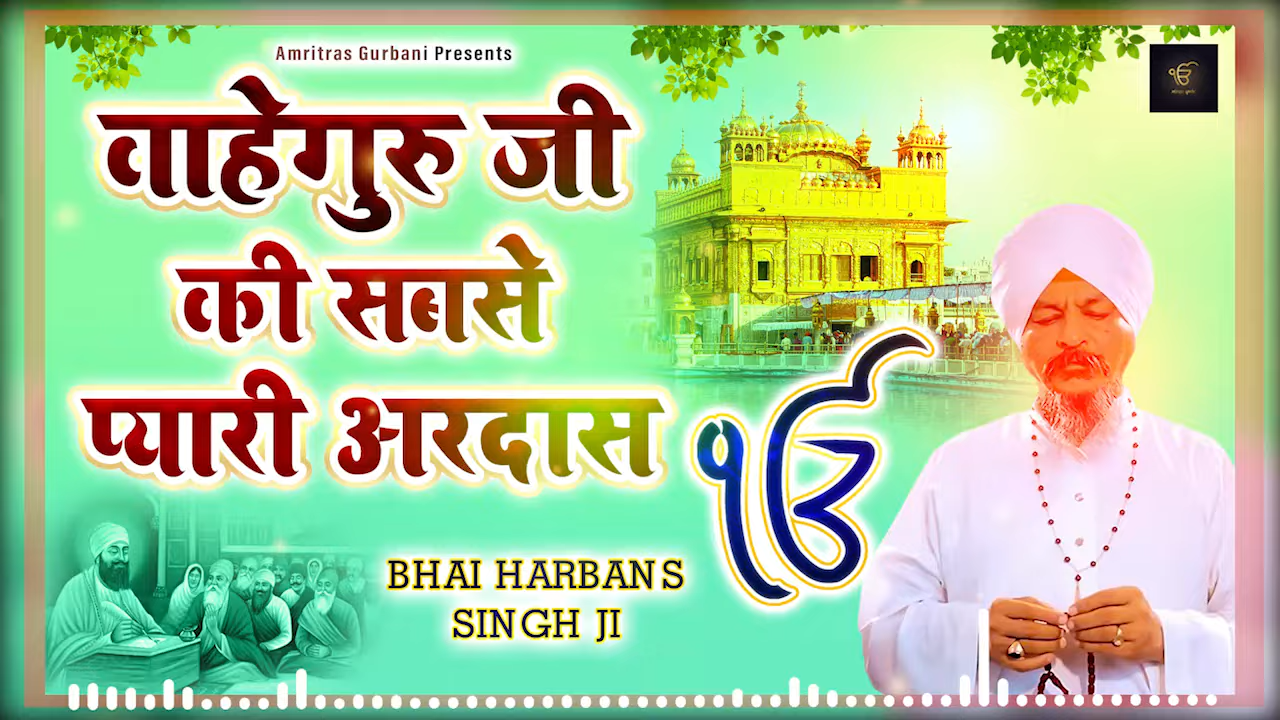 Amritras Gurbani Presents
वाहेगुरु जी
की सबसे
प्यारी अरदास
ੴ
BHAI HARBANS
SINGH JI
ੴ